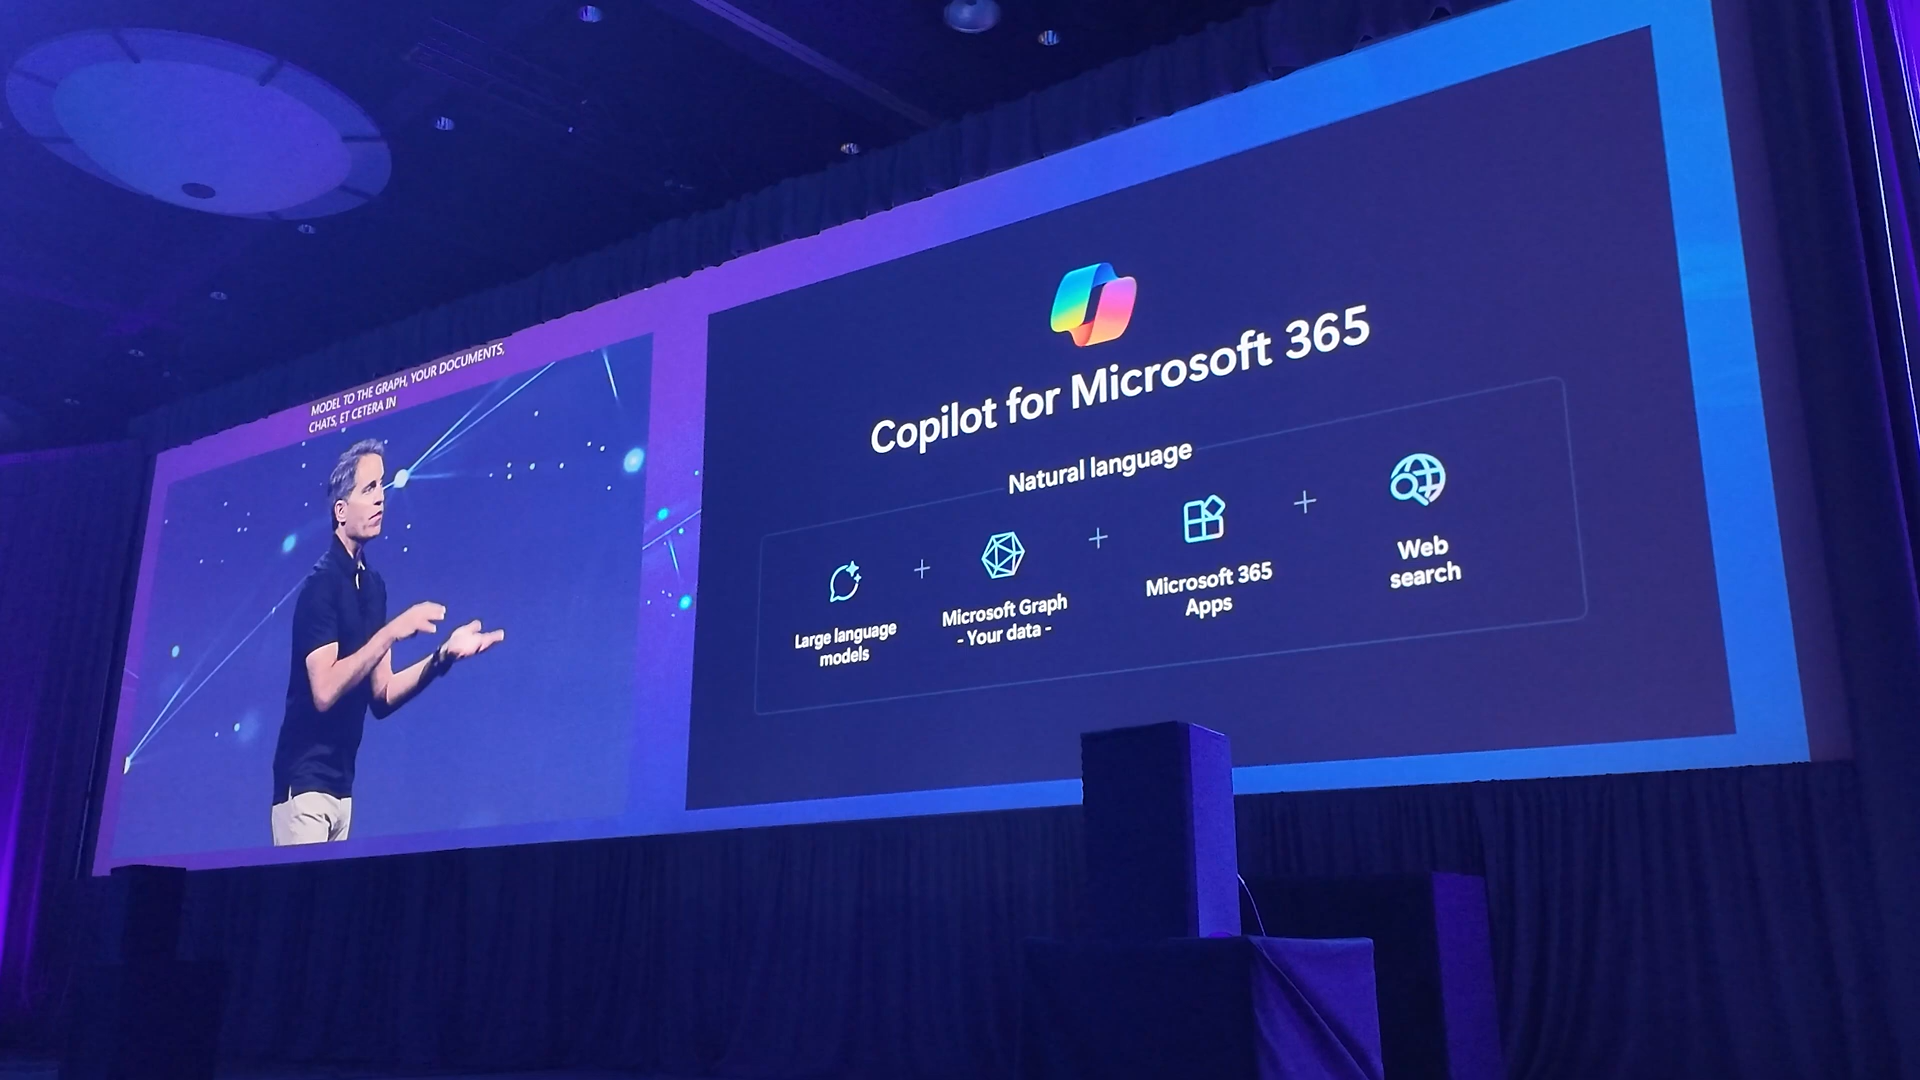 MODEL TO THE GRAPH, YOUR DOCUMENTS,
CHATS, ET CETERA IN
Copilot for Microsoft 365
Natural language
Large language
models
+
Microsoft Graph
- Your data -
+
Microsoft 365
Apps
+
Web
search